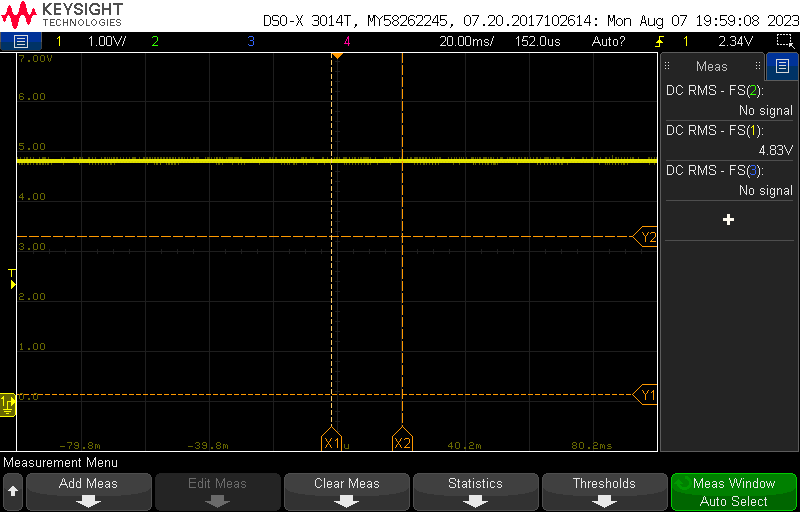 KEYSIGHT
TECHNOLOGIES
DSO-X 3014T, MY58262245, 07.20.2017102614: Mon Aug 07 19:59:08 2023
1 1.00V/ 2 3 4 20.00ms/ 152.0us Auto? 1 2.34V
7.00V
6.00
5.00
4.00
3.00
2.00
1.00
0.0
T
1
Y2
Y1
-79.8m -39.8m X1 u X2 40.2m 80.2ms
Meas
DC RMS - FS(2):
No signal
DC RMS - FS(1):
4.83V
DC RMS - FS(3):
No signal
+
Measurement Menu
Add Meas
Edit Meas
Clear Meas
Statistics
Thresholds
Meas Window
Auto Select